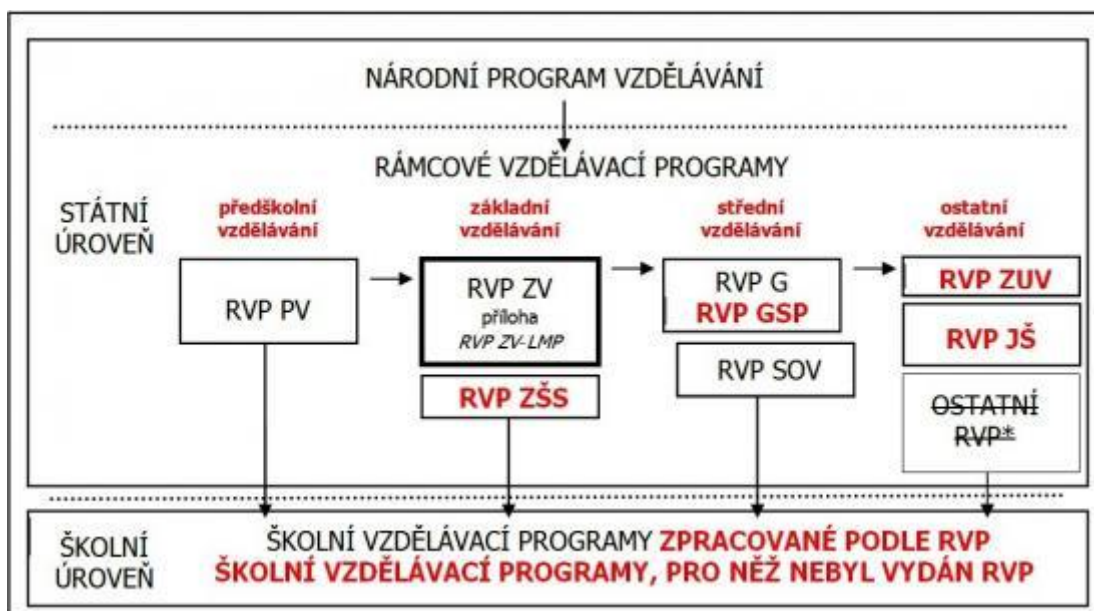 NÁRODNÍ PROGRAM VZDĚLÁVÁNÍ
RÁMCOVÉ VZDĚLÁVACÍ PROGRAMY
STÁTNÍ
ÚROVEŇ
předškolní
vzdělávání
základní
vzdělávání
střední
vzdělávání
ostatní
vzdělávání
RVP PV
RVP ZV
příloha
RVP ZV-LMP
RVP ZŠS
RVP G
RVP GSP
RVP SOV
RVP ZUV
RVP JŠ
OSTATNÍ
RVP*
ŠKOLNÍ
ÚROVEŇ
ŠKOLNÍ VZDĚLÁVACÍ PROGRAMY ZPRACOVANÉ PODLE RVP
ŠKOLNÍ VZDĚLÁVACÍ PROGRAMY, PRO NĚŽ NEBYL VYDÁN RVP